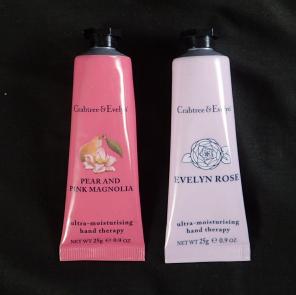 Crabtree & Evelyn
PEAR AND
PINK MAGNOLIA
ultra-moisturising
hand therapy
NET WT 25g e 0.9 OZ
Crabtree & Evelyn
EVELYN ROSE
ultra-moisturising
hand therapy
NET WT 25g e 0.9 OZ